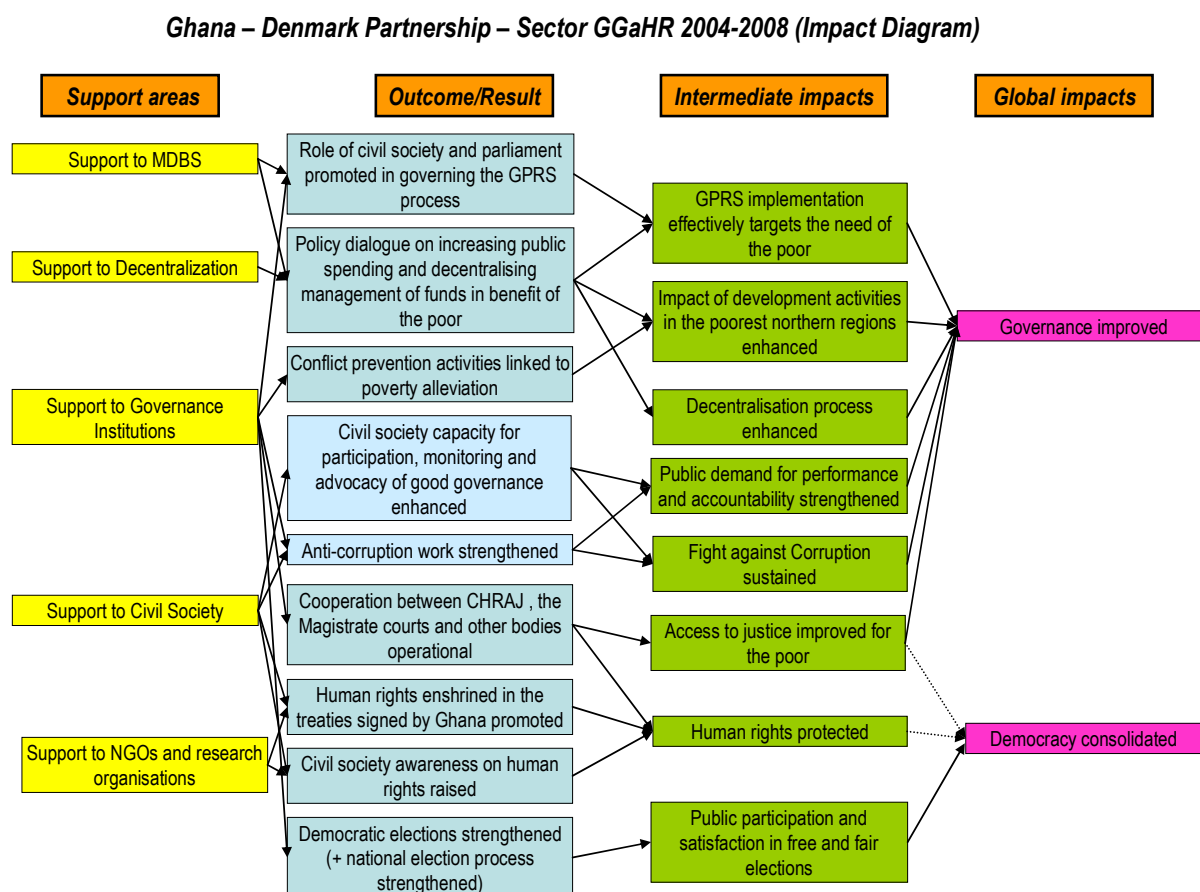 Ghana – Denmark Partnership – Sector GGaHR 2004-2008 (Impact Diagram)
Support areas
Outcome/Result
Intermediate impacts
Global impacts
Support to MDBS
Support to Decentralization
Support to Governance
Institutions
Support to Civil Society
Support to NGOs and research
organisations
Role of civil society and parliament
promoted in governing the GPRS
process
Policy dialogue on increasing public
spending and decentralising
management of funds in benefit of
the poor
Conflict prevention activities linked to
poverty alleviation
Civil society capacity for
participation, monitoring and
advocacy of good governance
enhanced
Anti-corruption work strengthened
Cooperation between CHRAJ , the
Magistrate courts and other bodies
operational
Human rights enshrined in the
treaties signed by Ghana promoted
Civil society awareness on human
rights raised
Democratic elections strengthened
(+ national election process
strengthened)
GPRS implementation
effectively targets the need of
the poor
Impact of development activities
in the poorest northern regions
enhanced
Decentralisation process
enhanced
Public demand for performance
and accountability strengthened
Fight against Corruption
sustained
Access to justice improved for
the poor
Human rights protected
Public participation and
satisfaction in free and fair
elections
Governance improved
Democracy consolidated